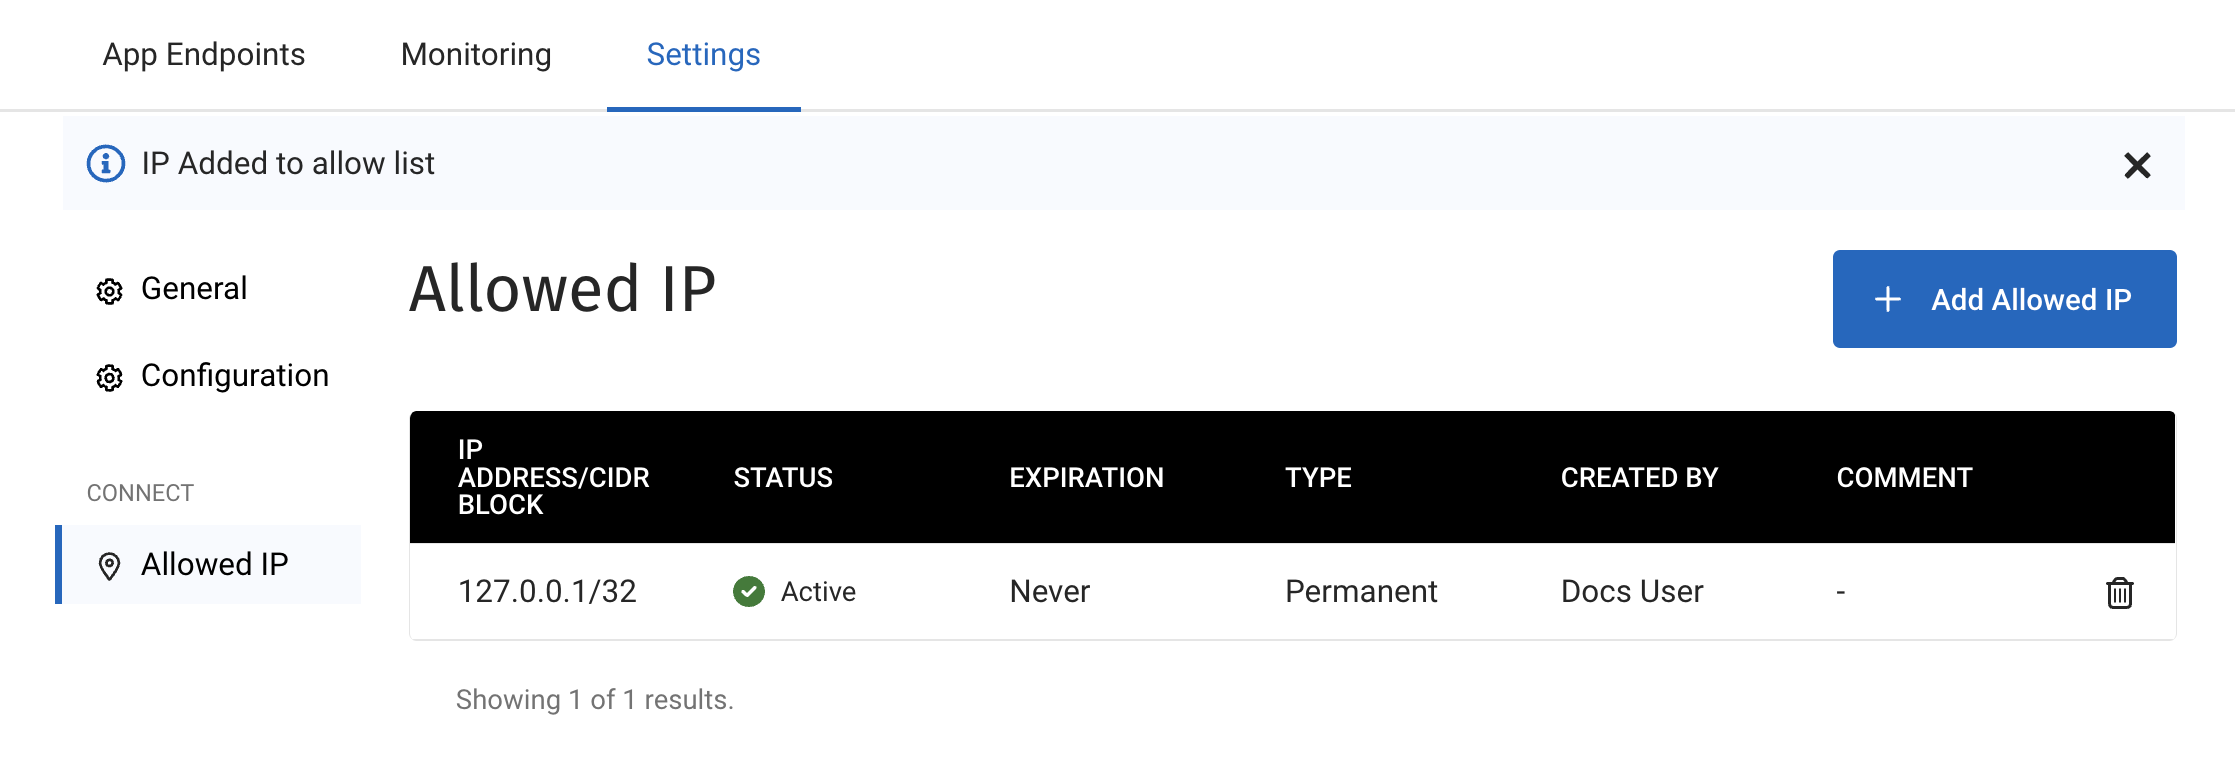 App Endpoints
Monitoring
Settings
IP Added to allow list
General
Configuration
CONNECT
Allowed IP
Allowed IP
Add Allowed IP
IP
ADDRESS/CIDR
BLOCK
STATUS
EXPIRATION
TYPE
CREATED BY
COMMENT
127.0.0.1/32
Active
Never
Permanent
Docs User
-
Showing 1 of 1 results.